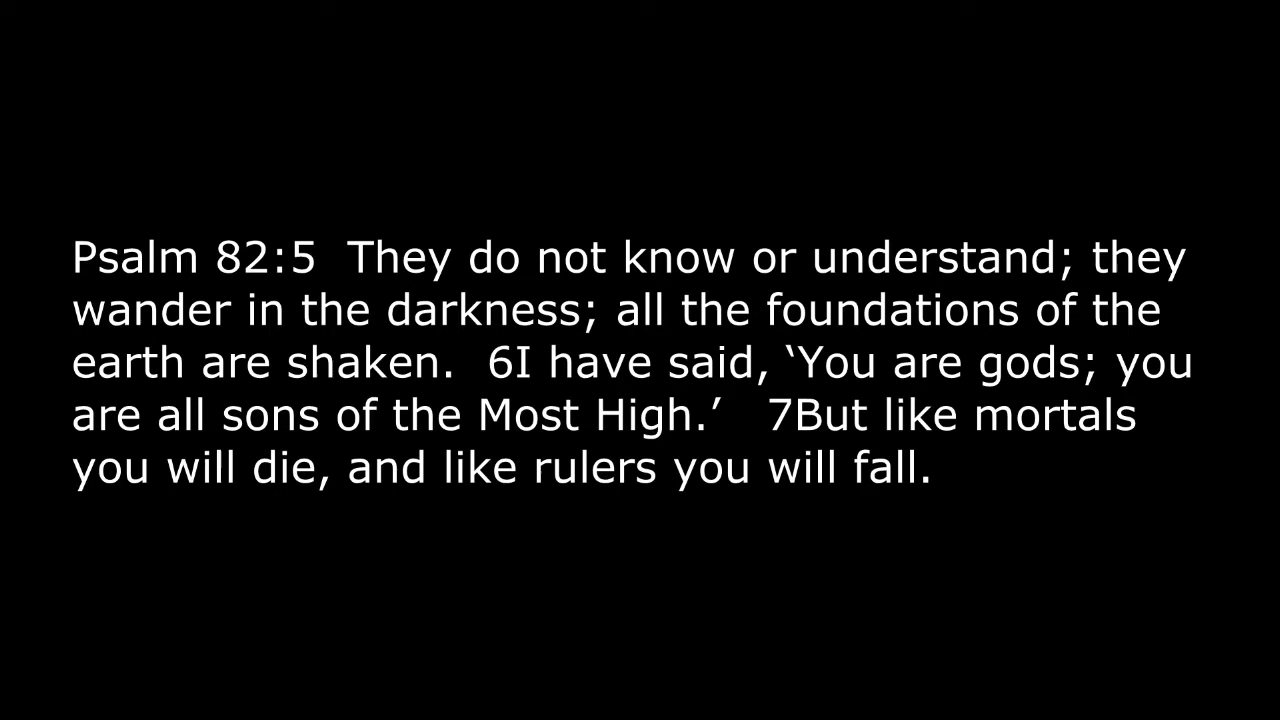 Psalm 82:5  They do not know or understand; they
wander in the darkness; all the foundations of the
earth are shaken.  6I have said, ‘You are gods; you
are all sons of the Most High.’   7But like mortals
you will die, and like rulers you will fall.